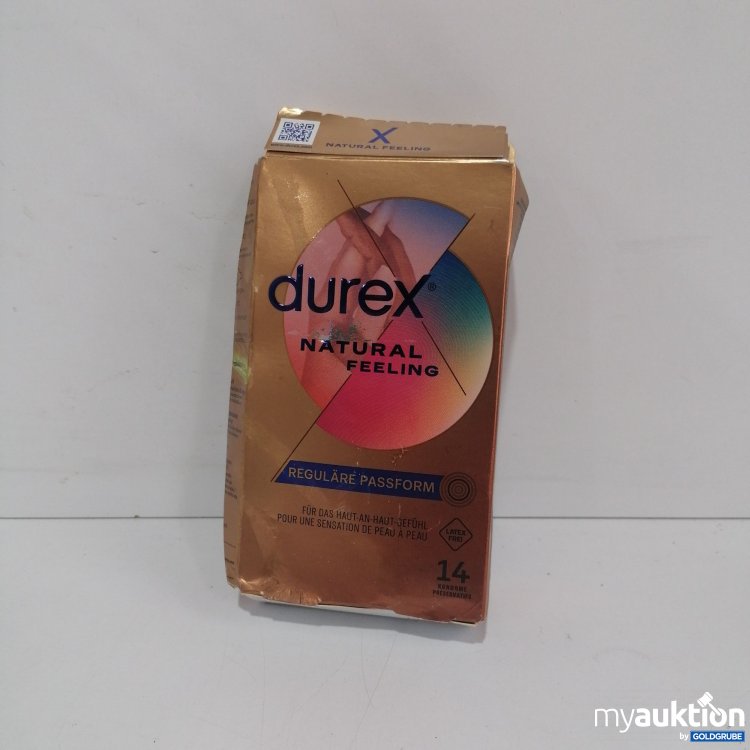 X
NATURAL FEELING
durex®
NATURAL
FEELING
REGULÄRE PASSFORM
FÜR DAS HAUT-AN-HAUT-GEFÜHL
POUR UNE SENSATION DE PEAU À PEAU
LATEX
FREI
14
KONDOME
PRÉSERVATIFS
myauktion
by GOLDGRUBE